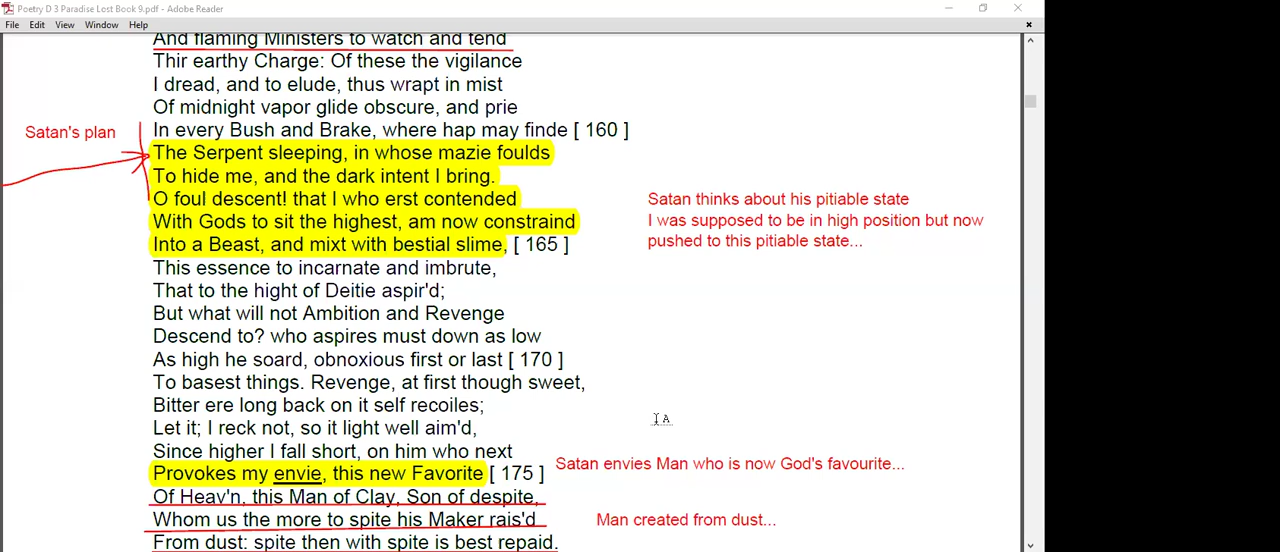 Poetry D 3 Paradise Lost Book 9.pdf - Adobe Reader
File Edit View Window Help
And flaming Ministers to watch and tend
Thir earthy Charge: Of these the vigilance
I dread, and to elude, thus wrapt in mist
Of midnight vapor glide obscure, and prie
Satan's plan
In every Bush and Brake, where hap may finde [ 160 ]
The Serpent sleeping, in whose mazie foulds
To hide me, and the dark intent I bring.
O foul descent! that I who erst contended
With Gods to sit the highest, am now constraind
Into a Beast, and mixt with bestial slime, [ 165 ]
Satan thinks about his pitiable state
I was supposed to be in high position but now
pushed to this pitiable state...
This essence to incarnate and imbrute,
That to the hight of Deitie aspir'd;
But what will not Ambition and Revenge
Descend to? who aspires must down as low
As high he soard, obnoxious first or last [ 170 ]
To basest things. Revenge, at first though sweet,
Bitter ere long back on it self recoiles;
Let it; I reck not, so it light well aim'd,
Since higher I fall short, on him who next
Provokes my envie, this new Favorite [ 175 ]
Satan envies Man who is now God's favourite...
Of Heav'n, this Man of Clay, Son of despite,
Whom us the more to spite his Maker rais'd
Man created from dust...
From dust: spite then with spite is best repaid.